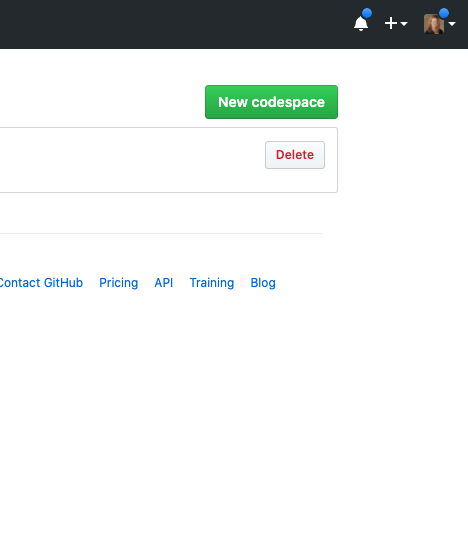 New codespace
Delete
Contact GitHub Pricing API Training Blog